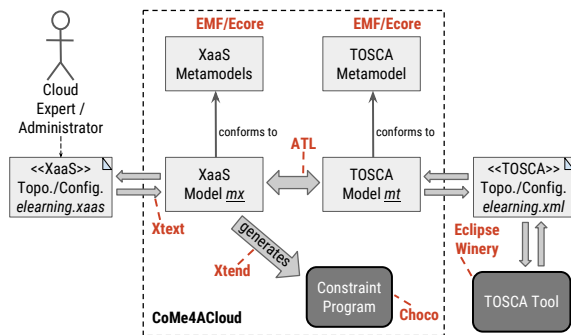 EMF/Ecore
EMF/Ecore
XaaS
Metamodels
TOSCA
Metamodel
Cloud
Expert /
Administrator
conforms to
conforms to
ATL
<<XaaS>>
Topo./Config.
elearning.xaas
XaaS
Model mx
TOSCA
Model mt
<<TOSCA>>
Topo./Config.
elearning.xml
Xtext
generates
Xtend
Eclipse
Winery
Constraint
Program
Choco
TOSCA Tool
CoMe4ACloud